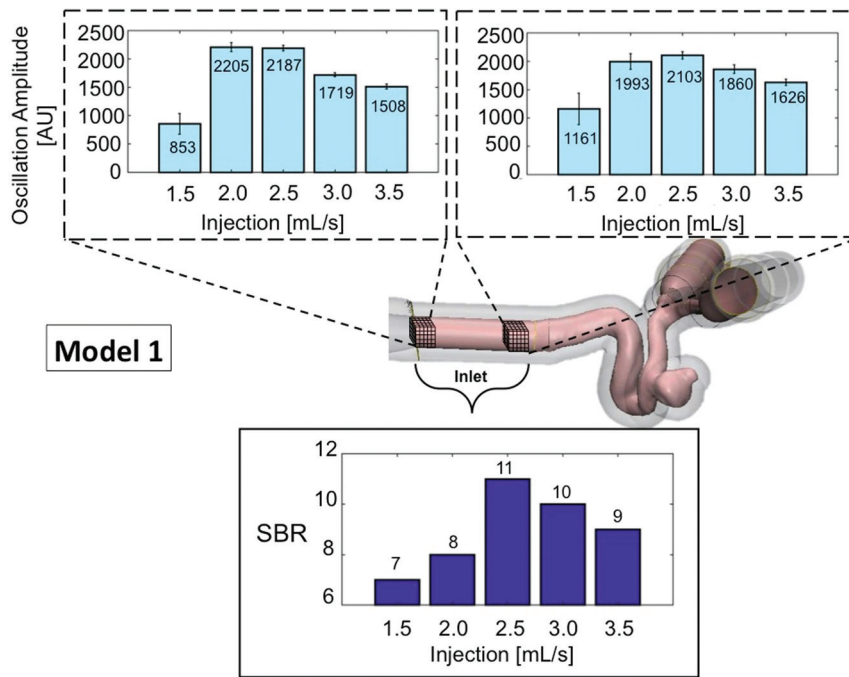 Oscillation Amplitude
[AU]
2500
2000
1500
1000
500
0
853
2205
2187
1719
1508
1.5 2.0 2.5 3.0 3.5
Injection [mL/s]
2500
2000
1500
1000
500
0
1161
1993
2103
1860
1626
1.5 2.0 2.5 3.0 3.5
Injection [mL/s]
Model 1
Inlet
SBR
12
10
8
6
7
8
11
10
9
1.5 2.0 2.5 3.0 3.5
Injection [mL/s]